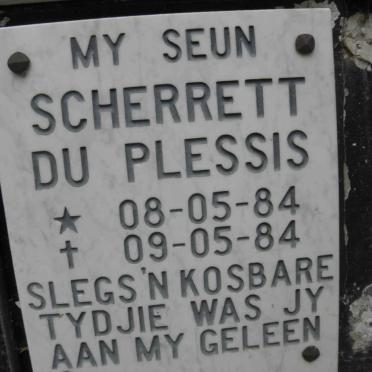 MY SEUN
SCHERRETT
DU PLESSIS
★ 08-05-84
✝ 09-05-84
SLEGS 'N KOSBARE
TYDJIE WAS JY
AAN MY GELEEN